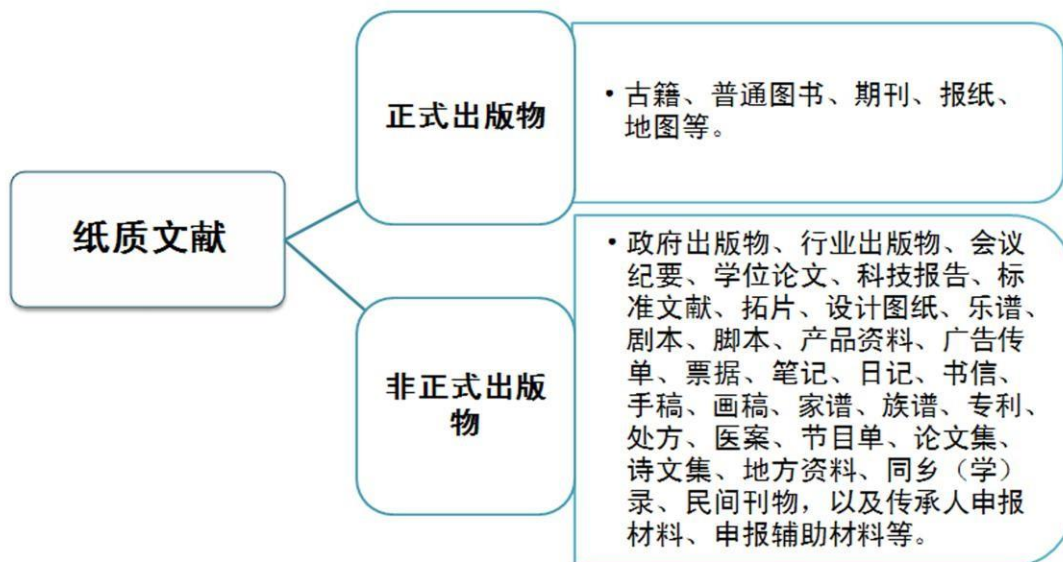 纸质文献
正式出版物
• 古籍、普通图书、期刊、报纸、
地图等。
非正式出版
物
• 政府出版物、行业出版物、会议
纪要、学位论文、科技报告、标
准文献、拓片、设计图纸、乐谱、
剧本、脚本、产品资料、广告传
单、票据、笔记、日记、书信、
手稿、画稿、家谱、族谱、专利、
处方、医案、节目单、论文集、
诗文集、地方资料、同乡（学）
录、民间刊物，以及传承人申报
材料、申报辅助材料等。